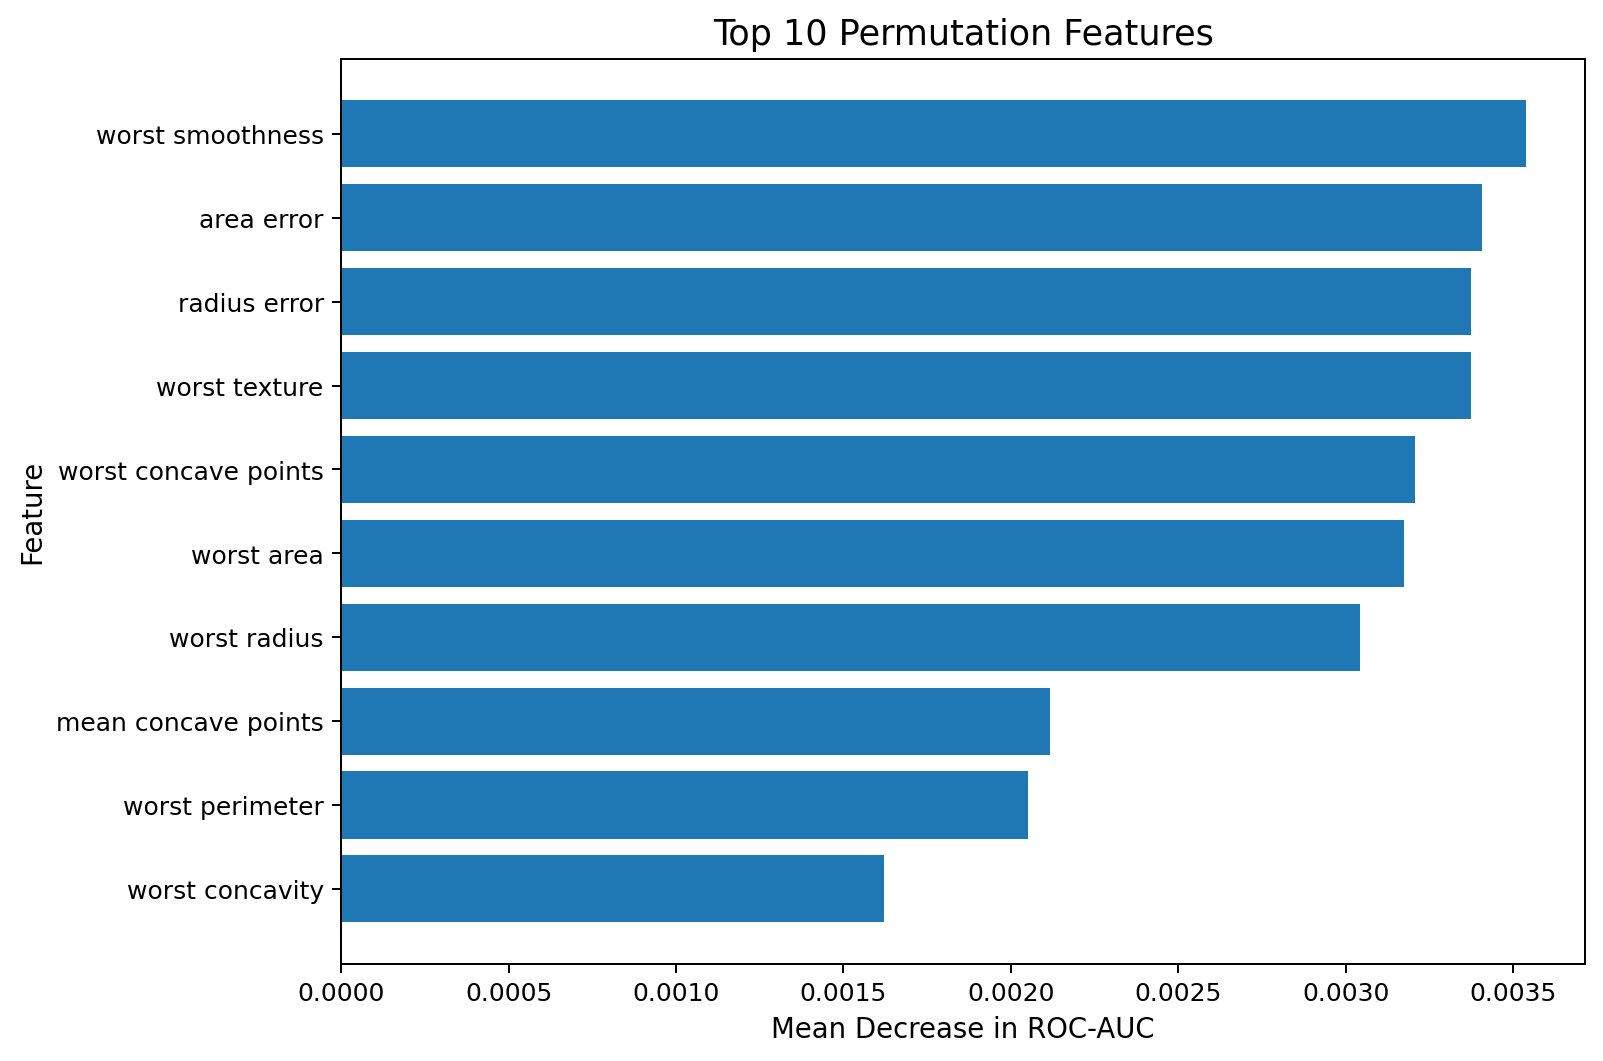 Top 10 Permutation Features
worst smoothness
area error
radius error
worst texture
worst concave points
worst area
worst radius
mean concave points
worst perimeter
worst concavity
Feature
0.0000 0.0005 0.0010 0.0015 0.0020 0.0025 0.0030 0.0035
Mean Decrease in ROC-AUC